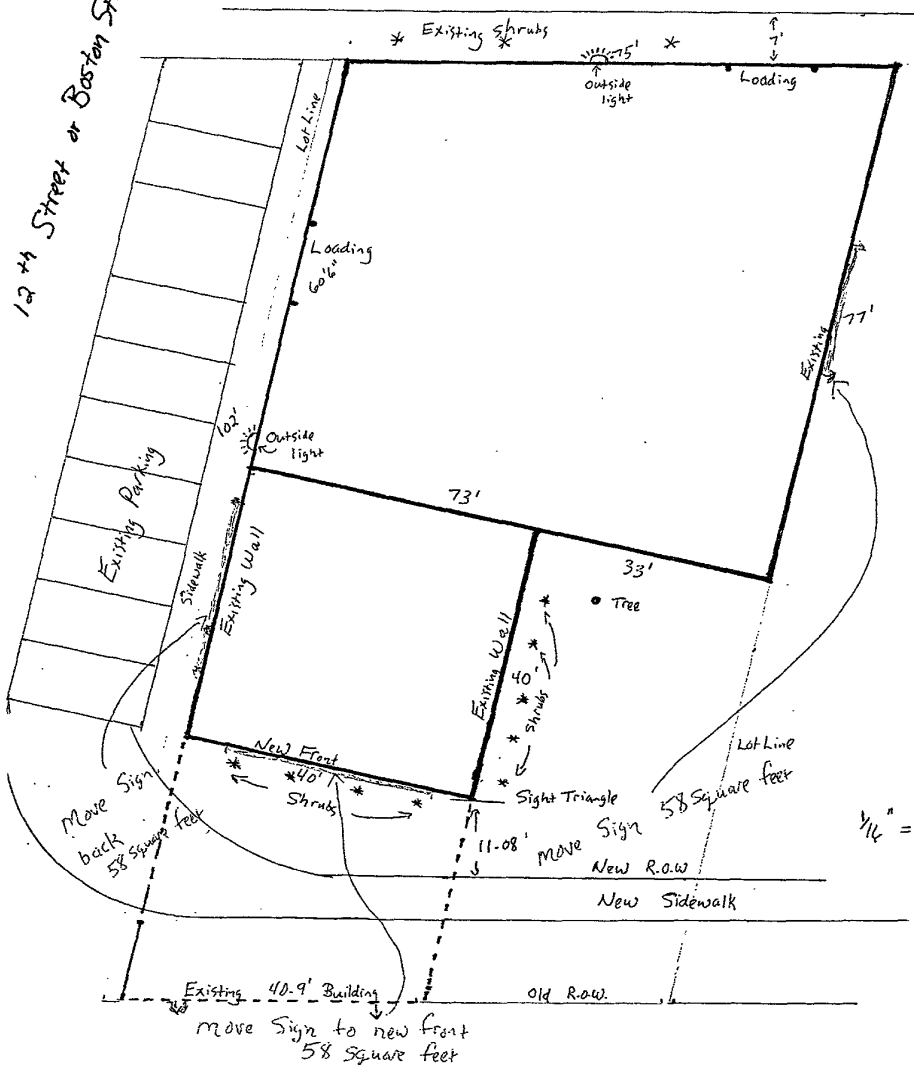 12th Street or Boston St
Existing shrubs
7'
75'
Outside
light
Loading
Lot Line
Loading
60'6"
Existing
77'
102'
Outside
light
Existing Parking
Sidewalk
Existing Wall
73'
33'
Tree
Existing Wall
40'
Shrubs
New Front
40'
Shrubs
Sight Triangle
Lot Line
Move Sign
back
58 square feet
11-08'
move Sign 58 square feet
1/16" =
New R.O.W
New Sidewalk
Existing 40-9' Building
Old R.O.W.
move Sign to new front
58 square feet